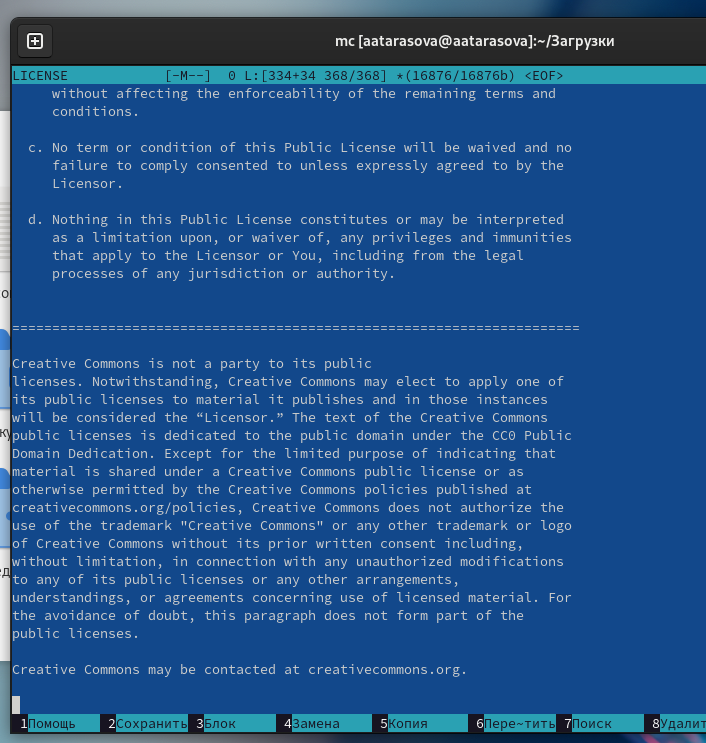 mc [aatarasova@aatarasova]:~/Загрузки
LICENSE [-M--] 0 L:[334+34 368/368] *(16876/16876b) <EOF>
without affecting the enforceability of the remaining terms and
conditions.
c. No term or condition of this Public License will be waived and no
failure to comply consented to unless expressly agreed to by the
Licensor.
d. Nothing in this Public License constitutes or may be interpreted
as a limitation upon, or waiver of, any privileges and immunities
that apply to the Licensor or You, including from the legal
processes of any jurisdiction or authority.
=======================================================================
Creative Commons is not a party to its public
licenses. Notwithstanding, Creative Commons may elect to apply one of
its public licenses to material it publishes and in those instances
will be considered the “Licensor.” The text of the Creative Commons
public licenses is dedicated to the public domain under the CC0 Public
Domain Dedication. Except for the limited purpose of indicating that
material is shared under a Creative Commons public license or as
otherwise permitted by the Creative Commons policies published at
creativecommons.org/policies, Creative Commons does not authorize the
use of the trademark "Creative Commons" or any other trademark or logo
of Creative Commons without its prior written consent including,
without limitation, in connection with any unauthorized modifications
to any of its public licenses or any other arrangements,
understandings, or agreements concerning use of licensed material. For
the avoidance of doubt, this paragraph does not form part of the
public licenses.
Creative Commons may be contacted at creativecommons.org.
1Помощь 2Сохранить 3Блок 4Замена 5Копия 6Пере~тить 7Поиск 8Удалит